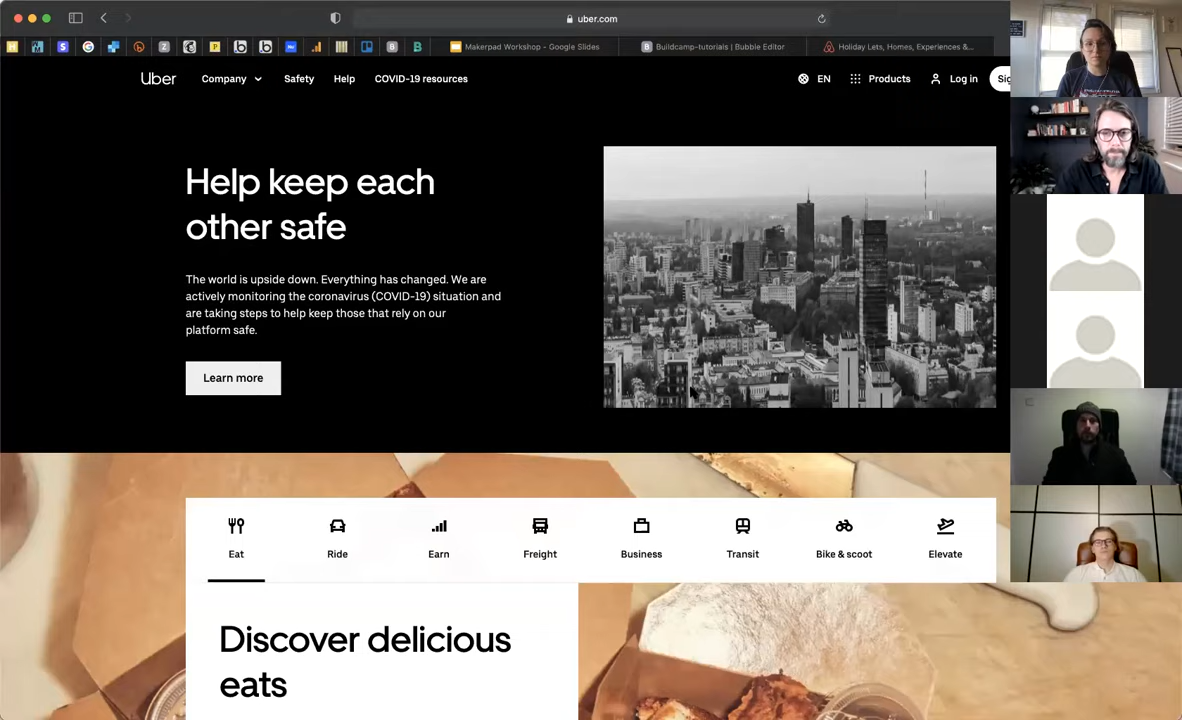 uber.com
Makerpad Workshop - Google Slides
Buildcamp-tutorials | Bubble Editor
Holiday Lets, Homes, Experiences &...
Uber
Company
Safety
Help
COVID-19 resources
EN
Products
Log in
Sig
Help keep each
other safe
The world is upside down. Everything has changed. We are
actively monitoring the coronavirus (COVID-19) situation and
are taking steps to help keep those that rely on our
platform safe.
Learn more
Eat
Ride
Earn
Freight
Business
Transit
Bike & scoot
Elevate
Discover delicious
eats